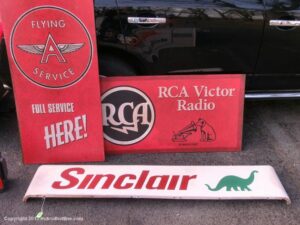 FLYING
A
SERVICE
FULL SERVICE
HERE!
RCA Victor
Radio
RCA
Sinclair